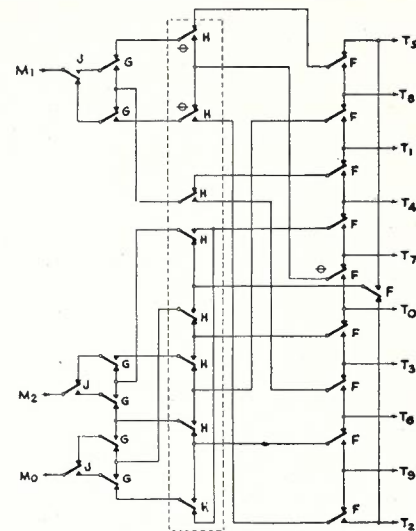 H T₅
⊖
M₁ J G F
T₈
⊖
G H F
T₁
F
H T₄
H F
T₇
⊖
F
F
T₀
H F
G H T₃
M₂ J G F
T₆
G H F
M₀ J T₉
G
H
F T₂